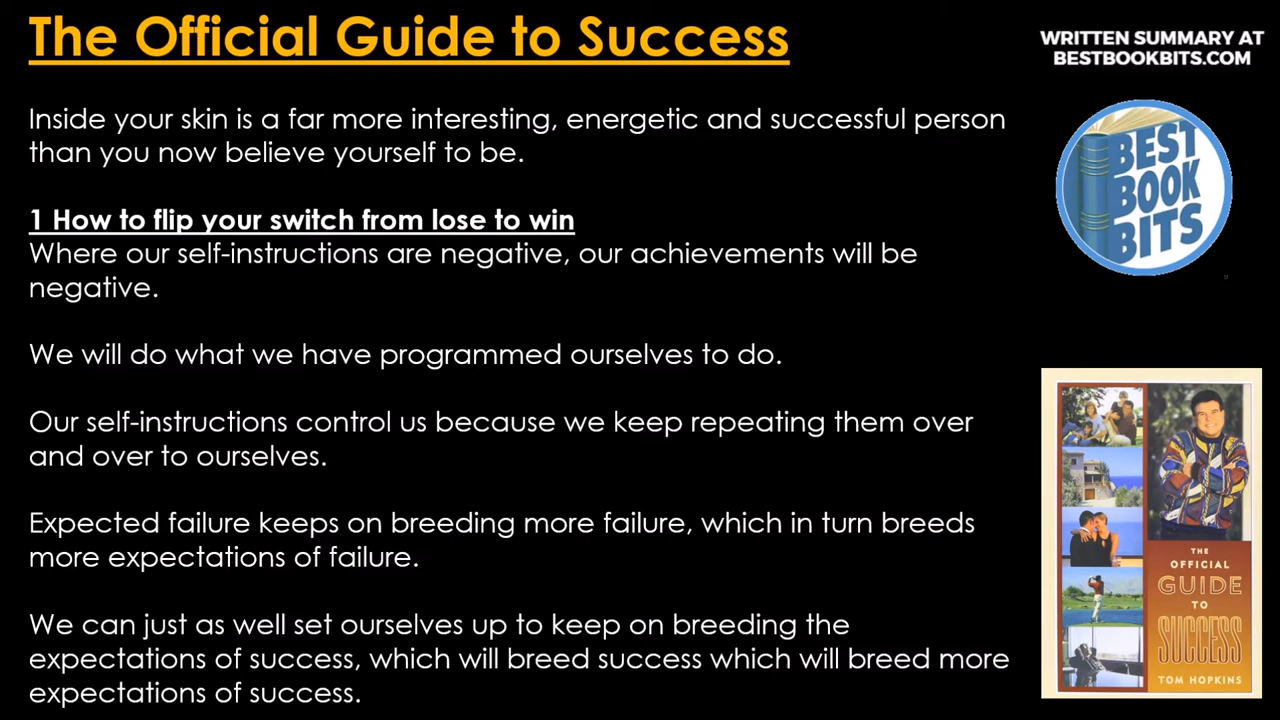 The Official Guide to Success
WRITTEN SUMMARY AT
BESTBOOKBITS.COM
Inside your skin is a far more interesting, energetic and successful person
than you now believe yourself to be.
BEST
BOOK
BITS
1 How to flip your switch from lose to win
Where our self-instructions are negative, our achievements will be
negative.
We will do what we have programmed ourselves to do.
Our self-instructions control us because we keep repeating them over
and over to ourselves.
Expected failure keeps on breeding more failure, which in turn breeds
more expectations of failure.
We can just as well set ourselves up to keep on breeding the
expectations of success, which will breed success which will breed more
expectations of success.
THE
OFFICIAL
GUIDE
TO
SUCCESS
TOM HOPKINS